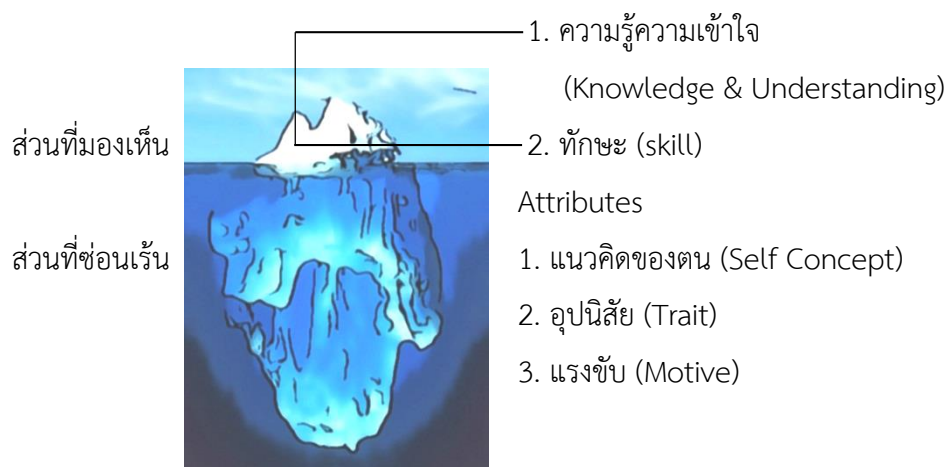 1. ความรู้ความเข้าใจ
(Knowledge & Understanding)
ส่วนที่มองเห็น
2. ทักษะ (skill)
Attributes
ส่วนที่ซ่อนเร้น
1. แนวคิดของตน (Self Concept)
2. อุปนิสัย (Trait)
3. แรงขับ (Motive)